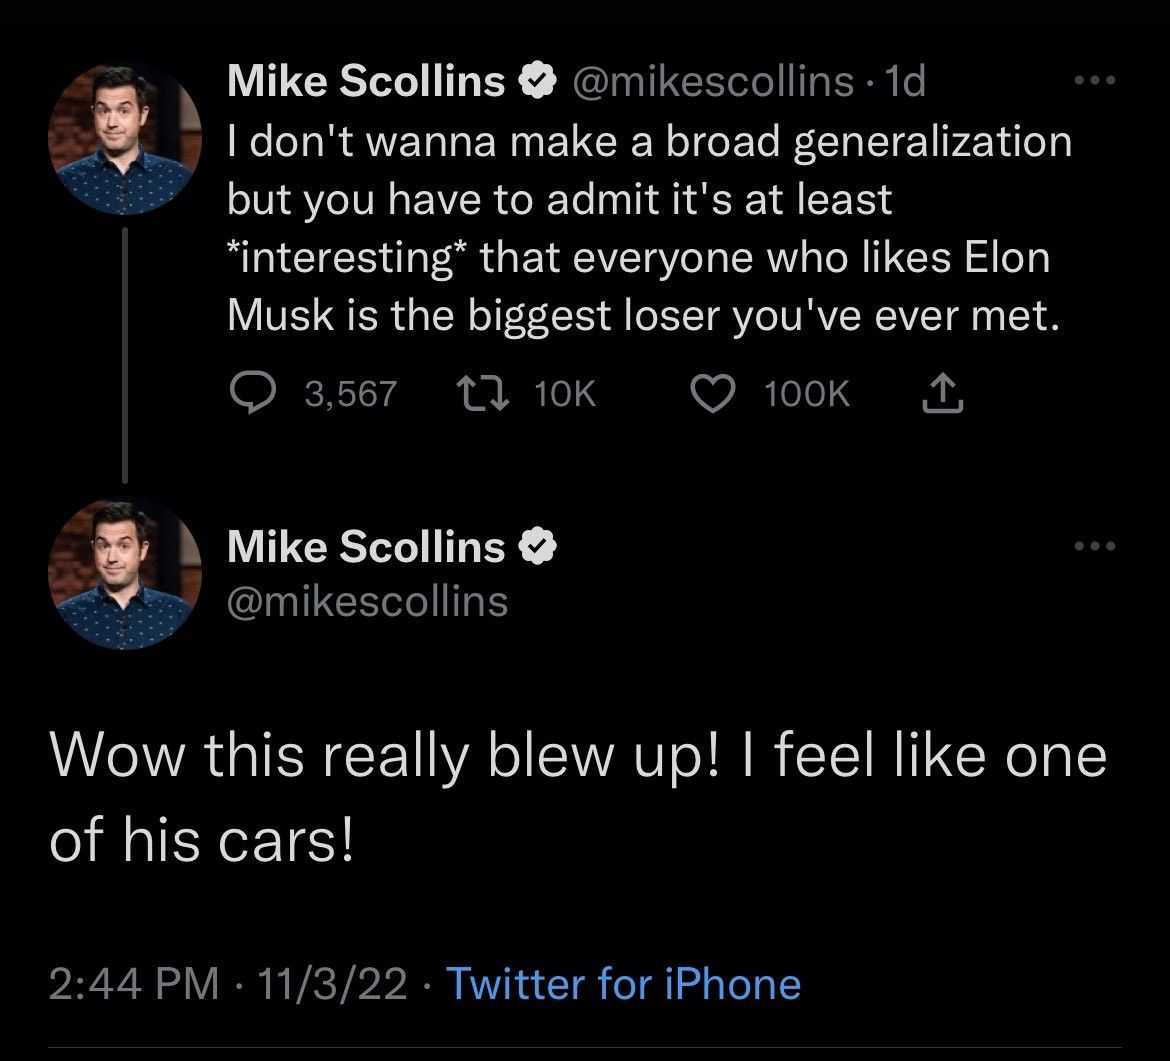 Mike Scollins @mikescollins · 1d
I don't wanna make a broad generalization
but you have to admit it's at least
*interesting* that everyone who likes Elon
Musk is the biggest loser you've ever met.
3,567 10K 100K
Mike Scollins
@mikescollins
Wow this really blew up! I feel like one
of his cars!
2:44 PM · 11/3/22 · Twitter for iPhone